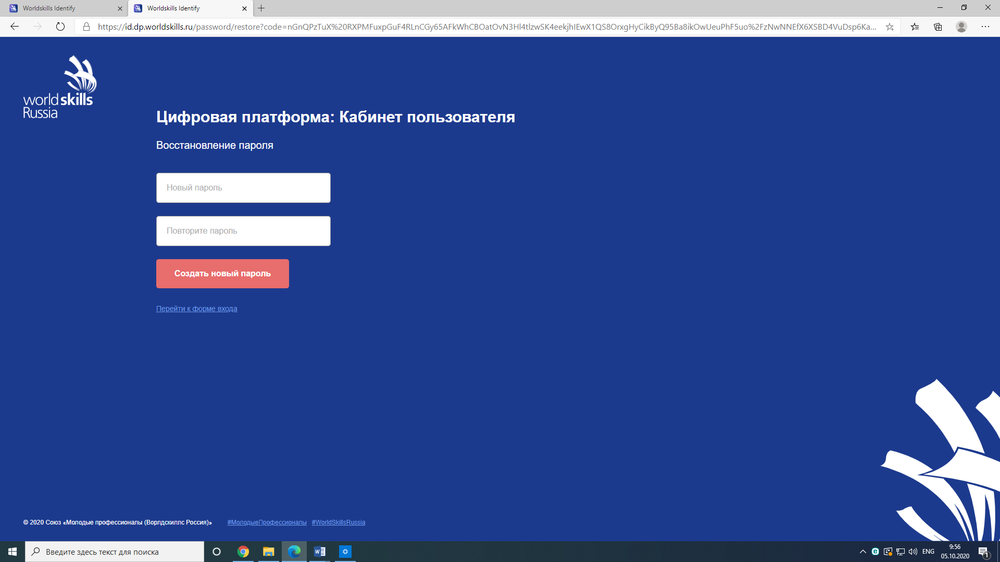 Worldskills Identify
Worldskills Identify
https://id.dp.worldskills.ru/password/restore?code=nGnQPzTuX%20RXPMFuxpGuF4RLnCGy65AFkWhCBOatOvN3Hl4tlzwSK4eekjhIEwX1QS8OrxgHyCikByQ95Ba8ikOwUeuPhF5uo%2FzNwNNEfX6XSBD4VuDsp6Ka...
world skills
Russia
Цифровая платформа: Кабинет пользователя
Восстановление пароля
Новый пароль
Повторите пароль
Создать новый пароль
Перейти к форме входа
© 2020 Союз «Молодые профессионалы (Ворлдскиллс Россия)» #МолодыеПрофессионалы #WorldSkillsRussia
Введите здесь текст для поиска
ENG
9:56
05.10.2020
1